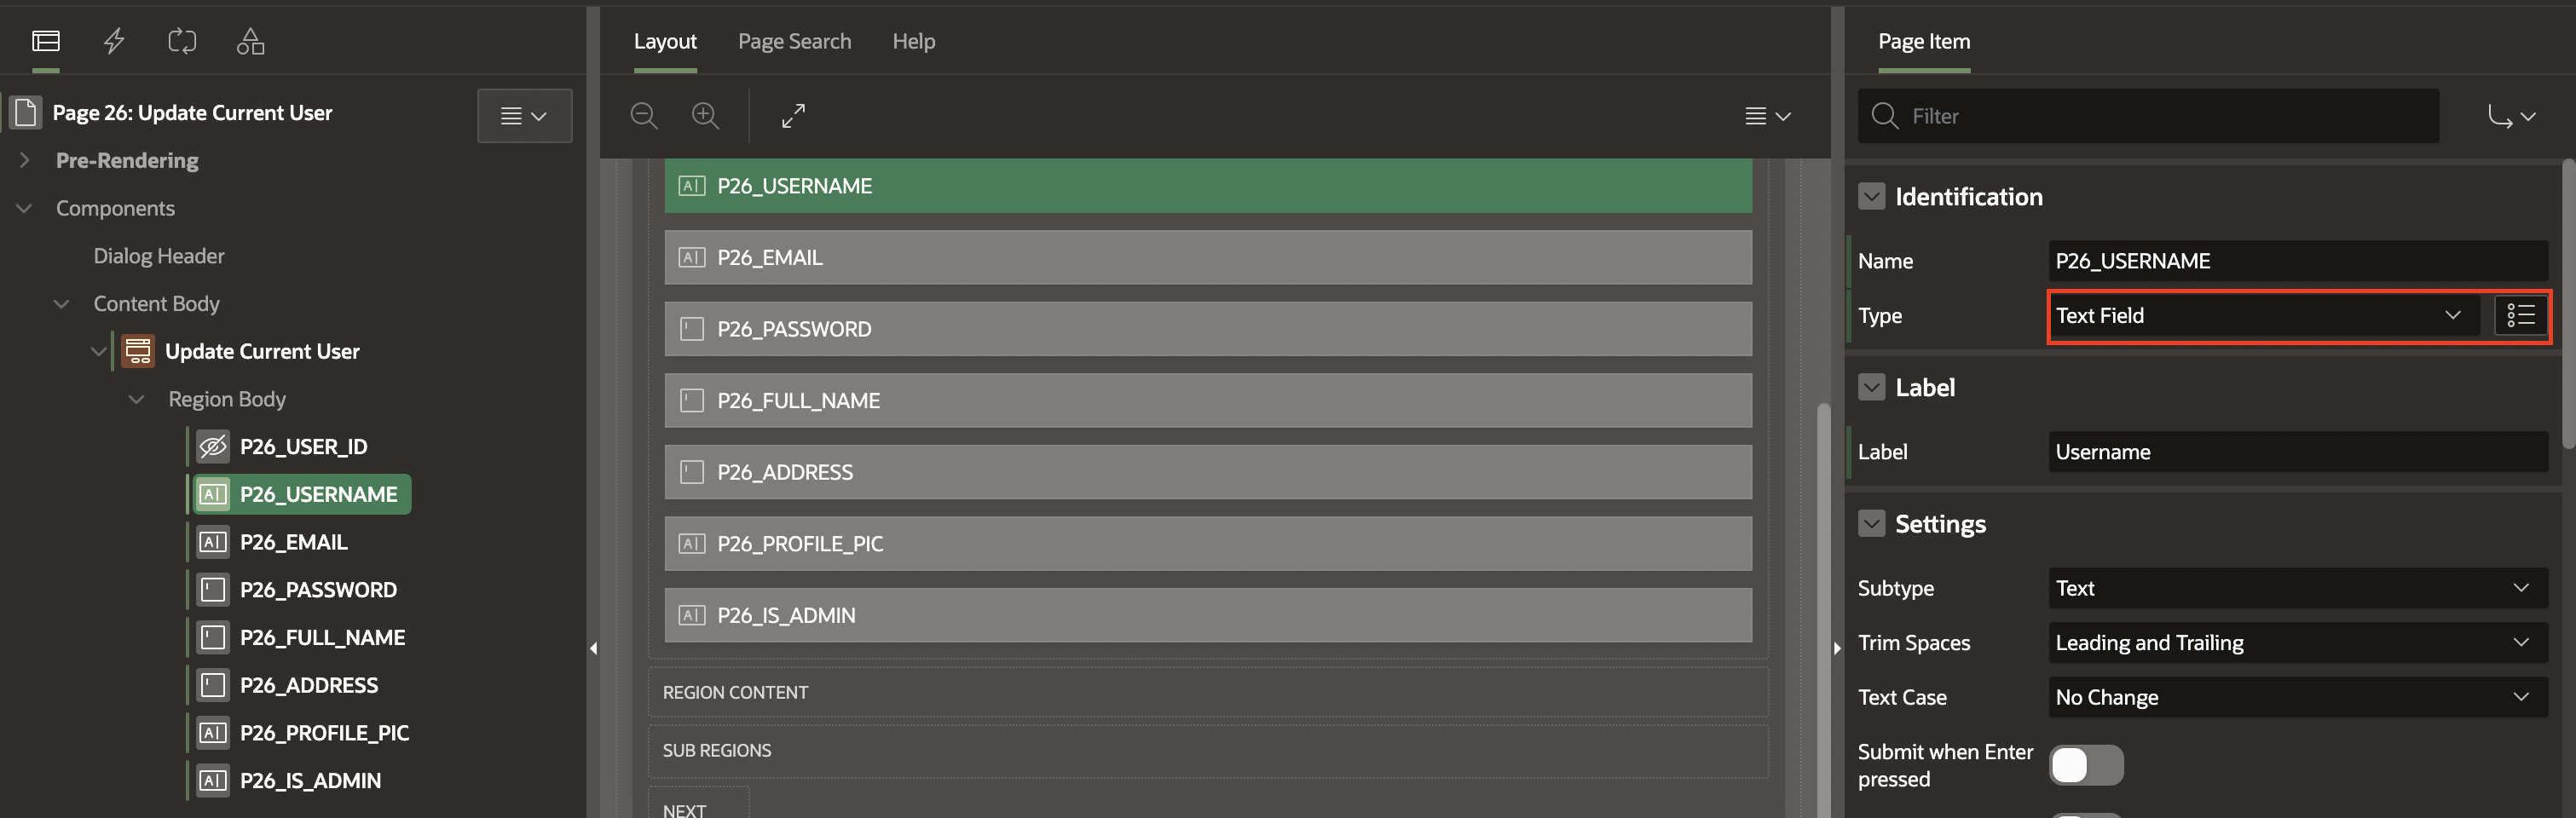 Page 26: Update Current User
Pre-Rendering
Components
Dialog Header
Content Body
Update Current User
Region Body
P26_USER_ID
P26_USERNAME
P26_EMAIL
P26_PASSWORD
P26_FULL_NAME
P26_ADDRESS
P26_PROFILE_PIC
P26_IS_ADMIN
Layout Page Search Help
P26_USERNAME
P26_EMAIL
P26_PASSWORD
P26_FULL_NAME
P26_ADDRESS
P26_PROFILE_PIC
P26_IS_ADMIN
REGION CONTENT
SUB REGIONS
NEXT
Page Item
Filter
Identification
Name P26_USERNAME
Type Text Field
Label
Label Username
Settings
Subtype Text
Trim Spaces Leading and Trailing
Text Case No Change
Submit when Enter
pressed